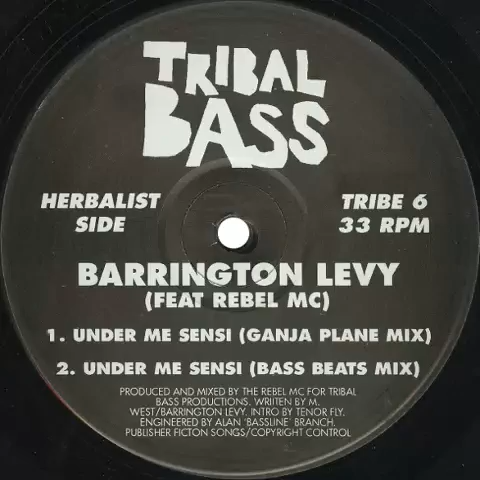 TRIBAL
BASS
HERBALIST
SIDE
TRIBE 6
33 RPM
BARRINGTON LEVY
(FEAT REBEL MC)
1. UNDER ME SENSI (GANJA PLANE MIX)
2. UNDER ME SENSI (BASS BEATS MIX)
PRODUCED AND MIXED BY THE REBEL MC FOR TRIBAL
BASS PRODUCTIONS. WRIITEN BY M.
WEST/BARRINGTON LEVY. INTRO BY TENOR FLY.
ENGINEERED BY ALAN 'BASSLINE' BRANCH.
PUBLISHER FICTON SONGS/COPYRIGHT CONTROL